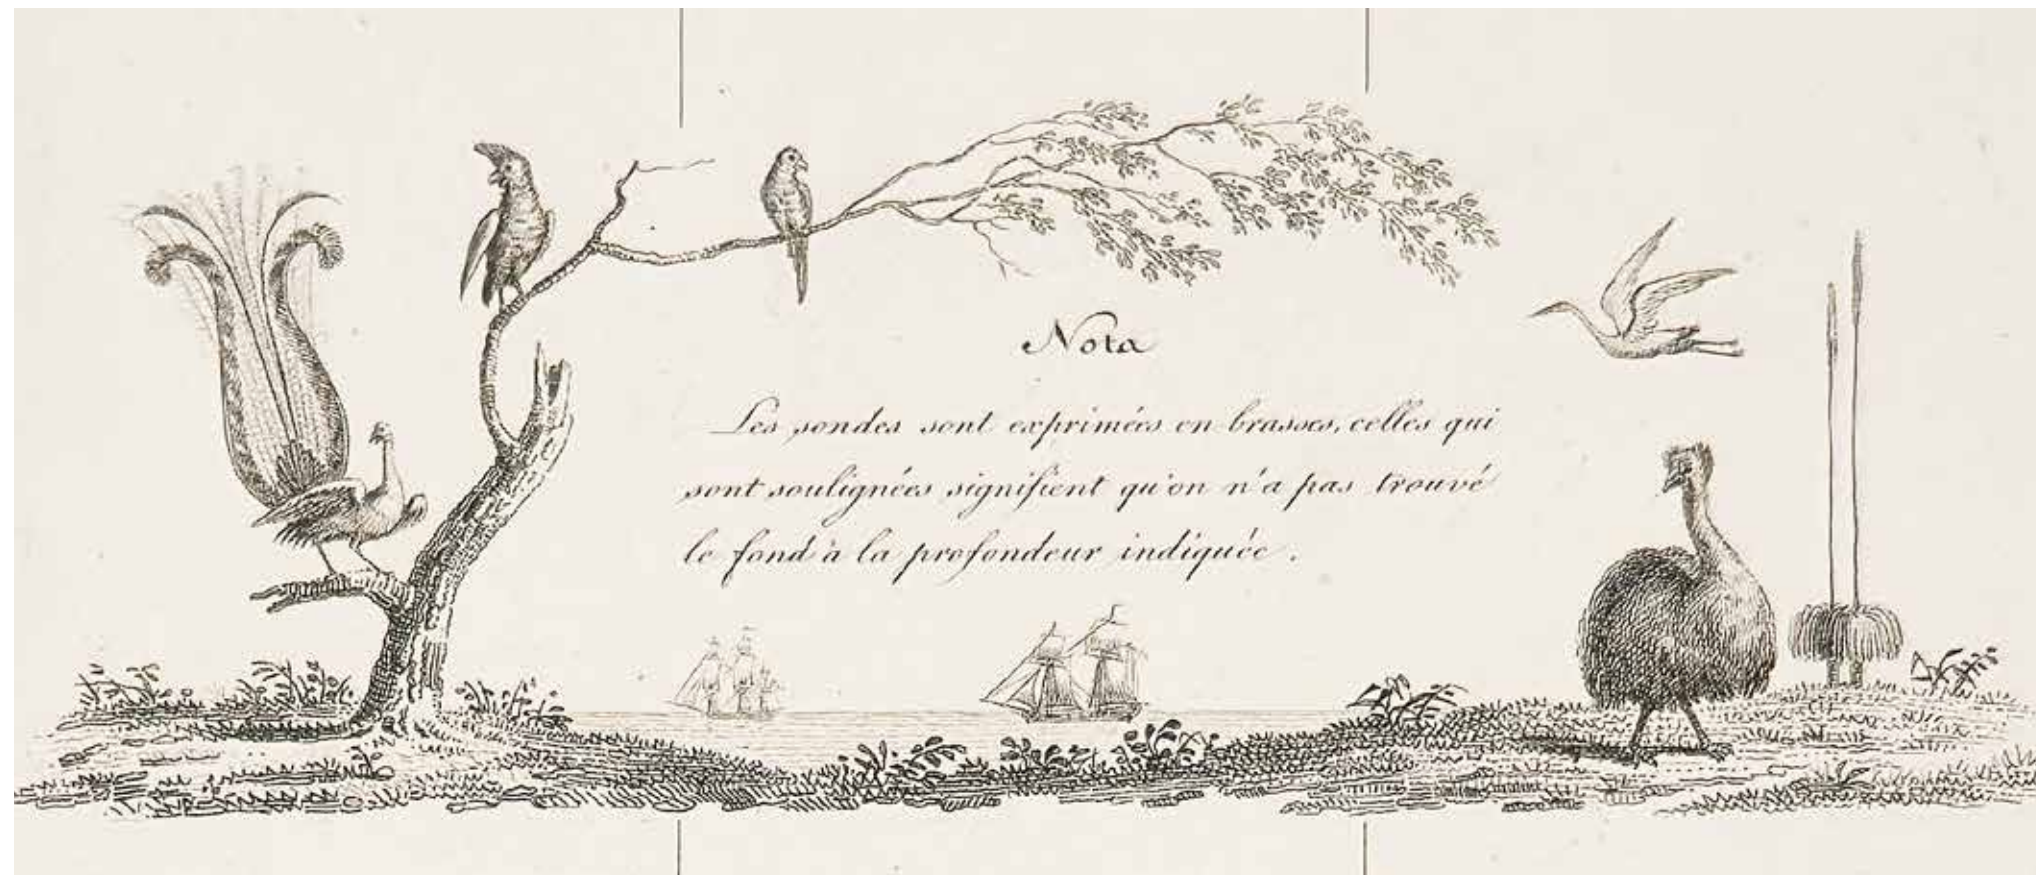 Nota
Les sondes sont exprimées en brasses, celles qui
sont soulignées signifient qu'on n'a pas trouvé
le fond à la profondeur indiquée.